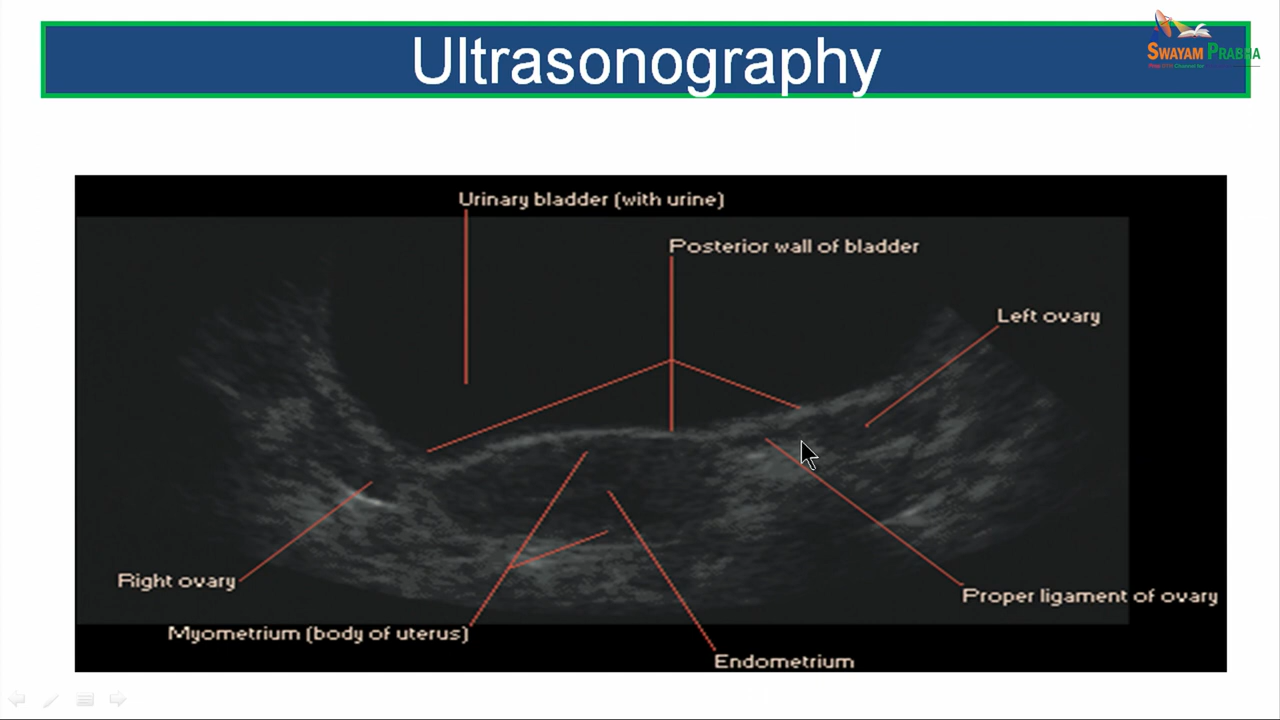 Ultrasonography
SWAYAM PRABHA
Urinary bladder (with urine)
Posterior wall of bladder
Left ovary
Right ovary
Proper ligament of ovary
Myometrium (body of uterus)
Endometrium